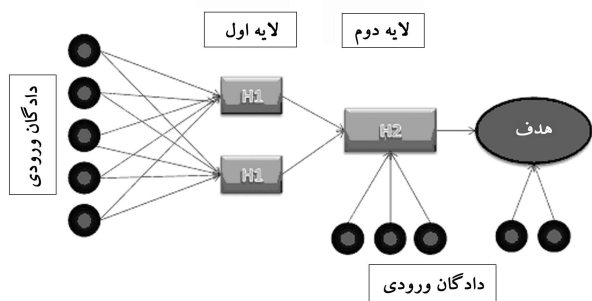 لایه اول
لایه دوم
دادگان ورودی
H1
H1
H2
هدف
دادگان ورودی